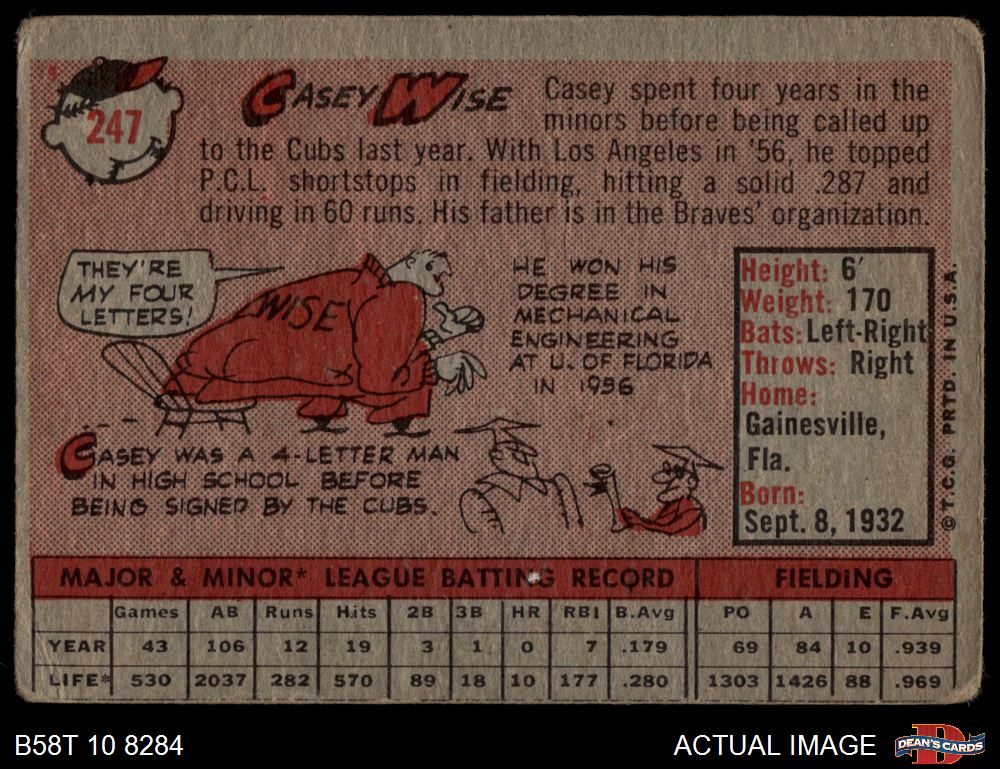 247
CASEY WISE
Casey spent four years in the
minors before being called up
to the Cubs last year. With Los Angeles in '56, he topped
P.C.L. shortstops in fielding, hitting a solid .287 and
driving in 60 runs. His father is in the Braves' organization.
THEY'RE
MY FOUR
LETTERS!
WISE
HE WON HIS
DEGREE IN
MECHANICAL
ENGINEERING
AT U. OF FLORIDA
IN 1956
CASEY WAS A 4-LETTER MAN
IN HIGH SCHOOL BEFORE
BEING SIGNED BY THE CUBS.
Height: 6'
Weight: 170
Bats: Left-Right
Throws: Right
Home:
Gainesville,
Fla.
Born:
Sept. 8, 1932
© T.C.G. PRTD. IN U.S.A.
MAJOR & MINOR* LEAGUE BATTING RECORD FIELDING
Games AB Runs Hits 2B 3B HR RBI B.Avg PO A E F.Avg
YEAR 43 106 12 19 3 1 0 7 .179 69 84 10 .939
LIFE* 530 2037 282 570 89 18 10 177 .280 1303 1426 88 .969
B58T 10 8284
ACTUAL IMAGE
DEAN'S CARDS